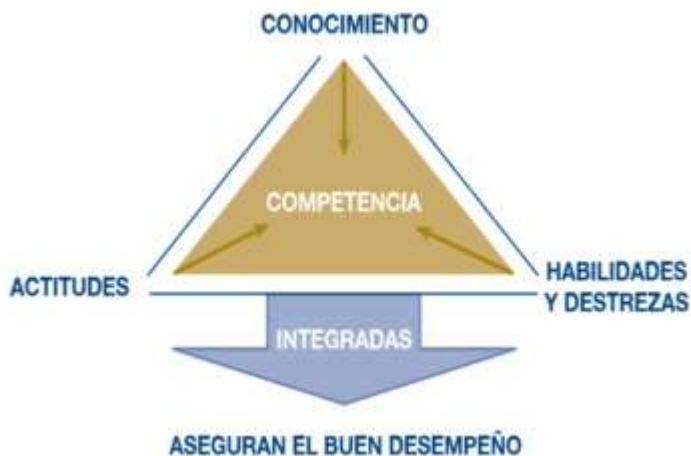 CONOCIMIENTO
COMPETENCIA
ACTITUDES
HABILIDADES
Y DESTREZAS
INTEGRADAS
ASEGURAN EL BUEN DESEMPEÑO